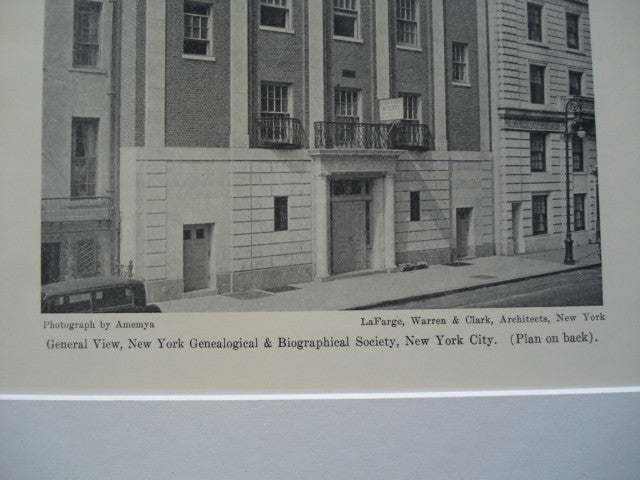 Photograph by Amemya
LaFarge, Warren & Clark, Architects, New York
General View, New York Genealogical & Biographical Society, New York City. (Plan on back).